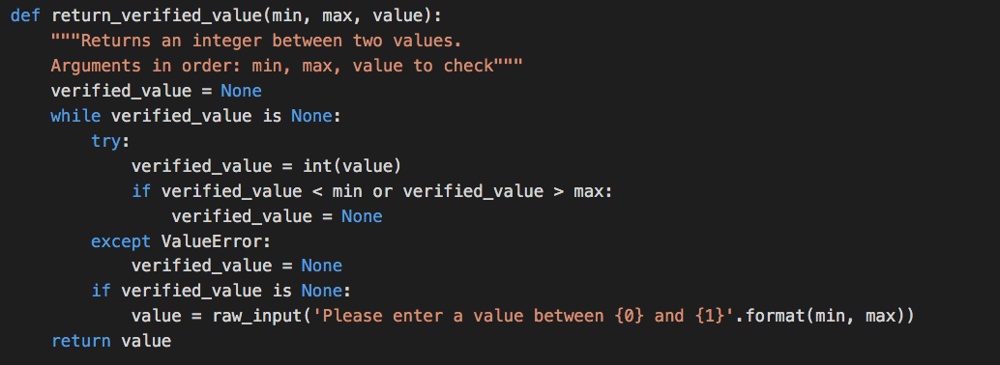 def return_verified_value(min, max, value):
    """Returns an integer between two values.
    Arguments in order: min, max, value to check"""
    verified_value = None
    while verified_value is None:
        try:
            verified_value = int(value)
            if verified_value < min or verified_value > max:
                verified_value = None
        except ValueError:
            verified_value = None
        if verified_value is None:
            value = raw_input('Please enter a value between {0} and {1}'.format(min, max))
    return value